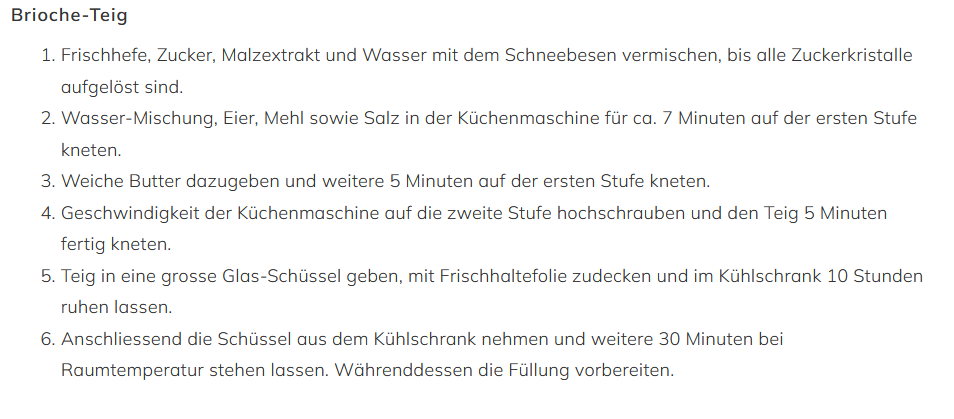 Brioche-Teig
1. Frischhefe, Zucker, Malzextrakt und Wasser mit dem Schneebesen vermischen, bis alle Zuckerkristalle
aufgelöst sind.
2. Wasser-Mischung, Eier, Mehl sowie Salz in der Küchenmaschine für ca. 7 Minuten auf der ersten Stufe
kneten.
3. Weiche Butter dazugeben und weitere 5 Minuten auf der ersten Stufe kneten.
4. Geschwindigkeit der Küchenmaschine auf die zweite Stufe hochschrauben und den Teig 5 Minuten
fertig kneten.
5. Teig in eine grosse Glas-Schüssel geben, mit Frischhaltefolie zudecken und im Kühlschrank 10 Stunden
ruhen lassen.
6. Anschliessend die Schüssel aus dem Kühlschrank nehmen und weitere 30 Minuten bei
Raumtemperatur stehen lassen. Währenddessen die Füllung vorbereiten.